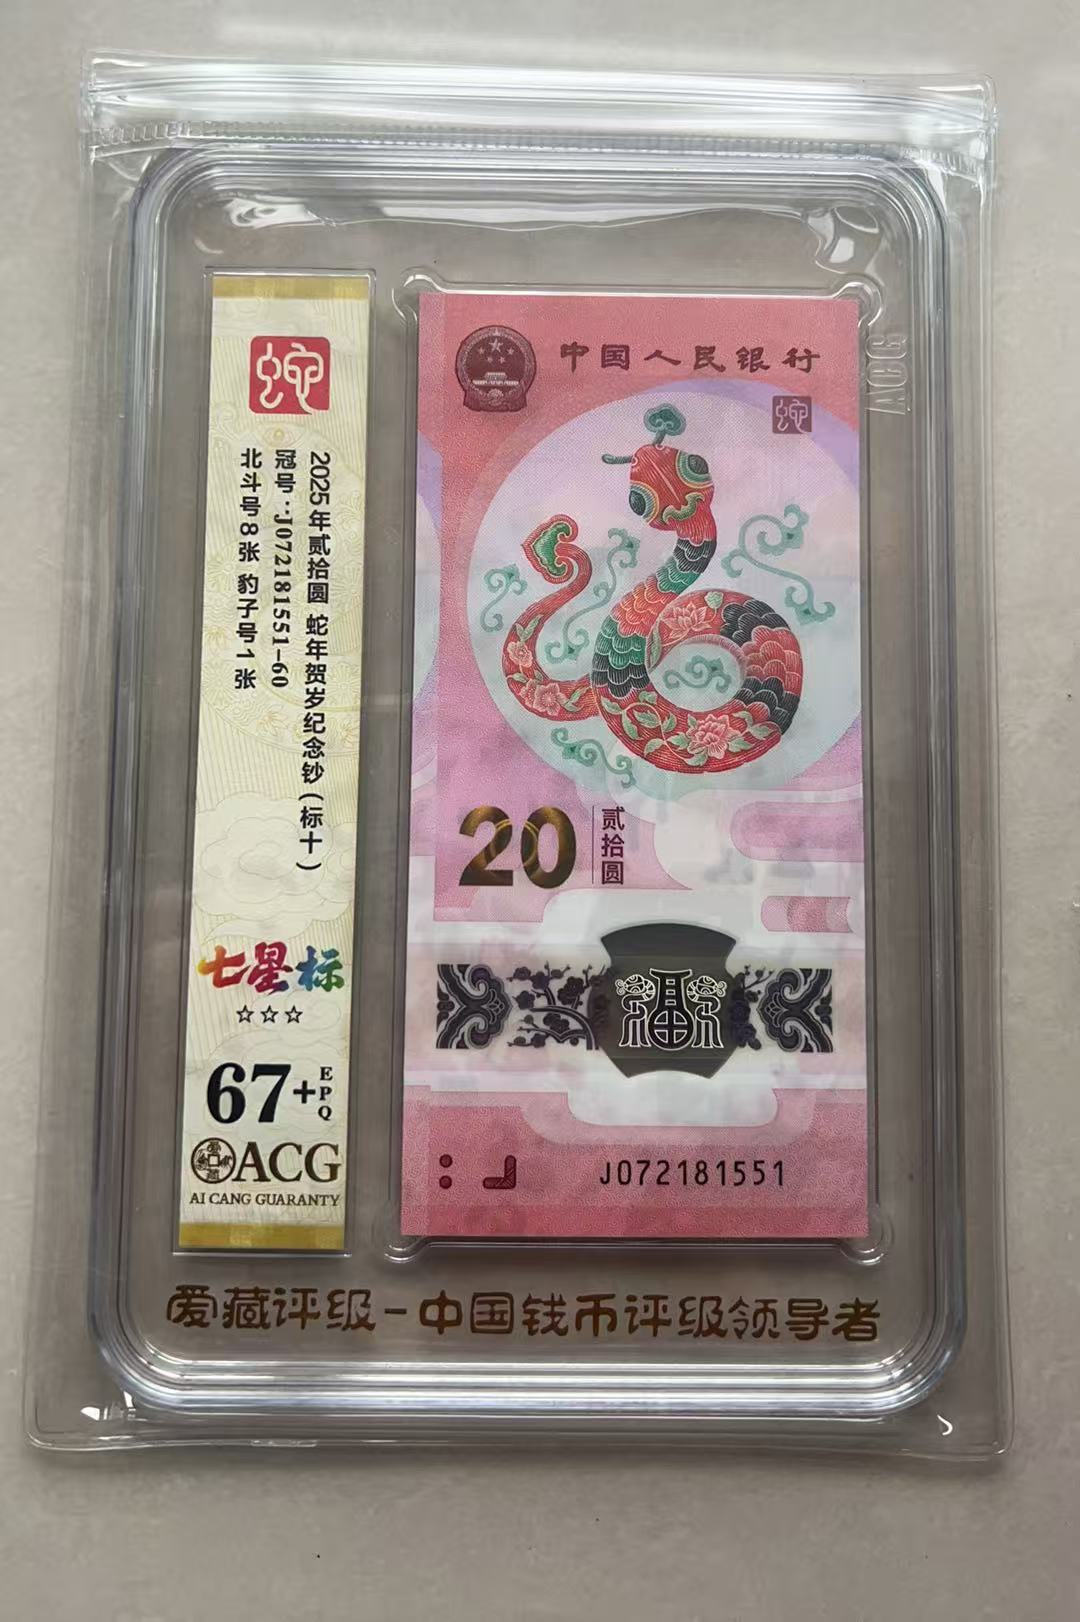 蛇
2025年贰拾圆 蛇年贺岁纪念钞(标十)
冠号:J072181551-60
北斗号8张 豹子号1张
七星标
☆☆☆
67+EPQ
ACG
AI CANG GUARANTY
中国人民银行
蛇
20 贰拾圆
福
J072181551
ACG
爱藏评级-中国钱币评级领导者